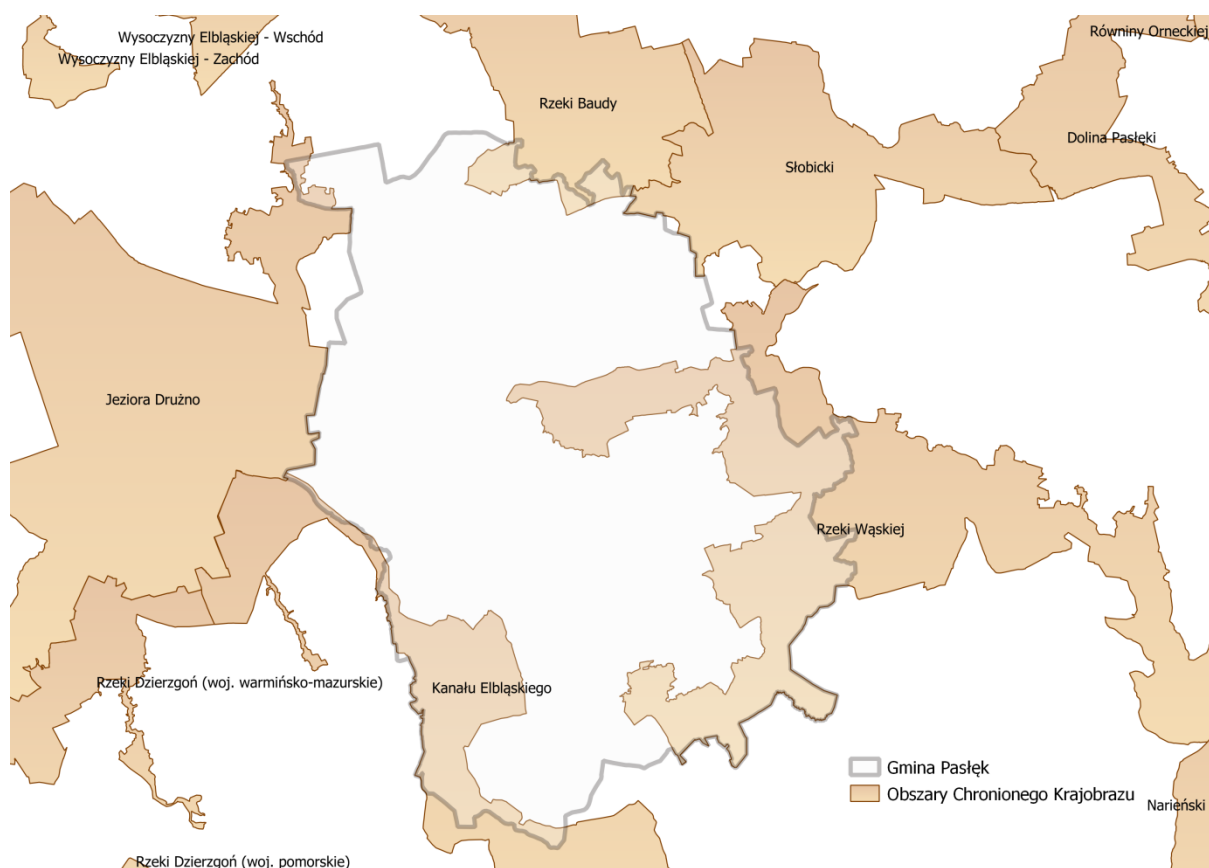 Wysoczyzny Elbląskiej - Wschód
Wysoczyzny Elbląskiej - Zachód
Równiny Orneckiej
Rzeki Baudy
Dolina Pasłęki
Słobicki
Jeziora Drużno
Rzeki Wąskiej
Rzeki Dzierzgoń (woj. warmińsko-mazurskie)
Kanału Elbląskiego
Gmina Pasłęk
Obszary Chronionego Krajobrazu
Narieński
Rzeki Dzierzgoń (woj. pomorskie)